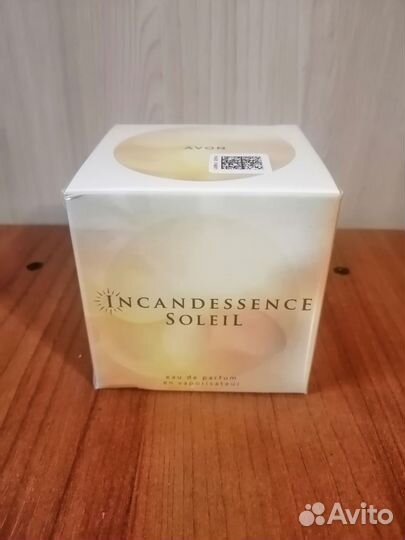 AVON
INCANDESSENCE
SOLEIL
eau de parfum
en vaporisateur
Avito